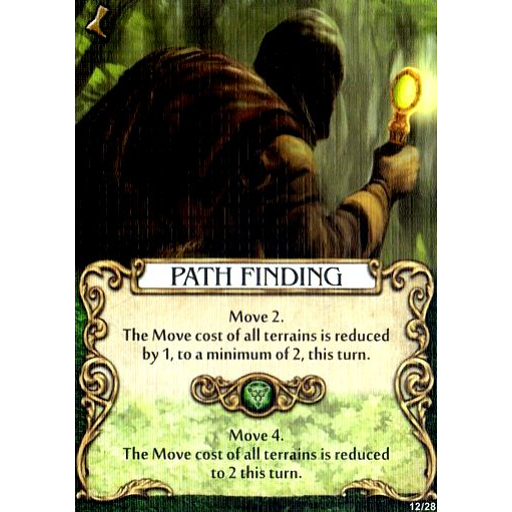 PATH FINDING
Move 2.
The Move cost of all terrains is reduced
by 1, to a minimum of 2, this turn.
Move 4.
The Move cost of all terrains is reduced
to 2 this turn.
12/28